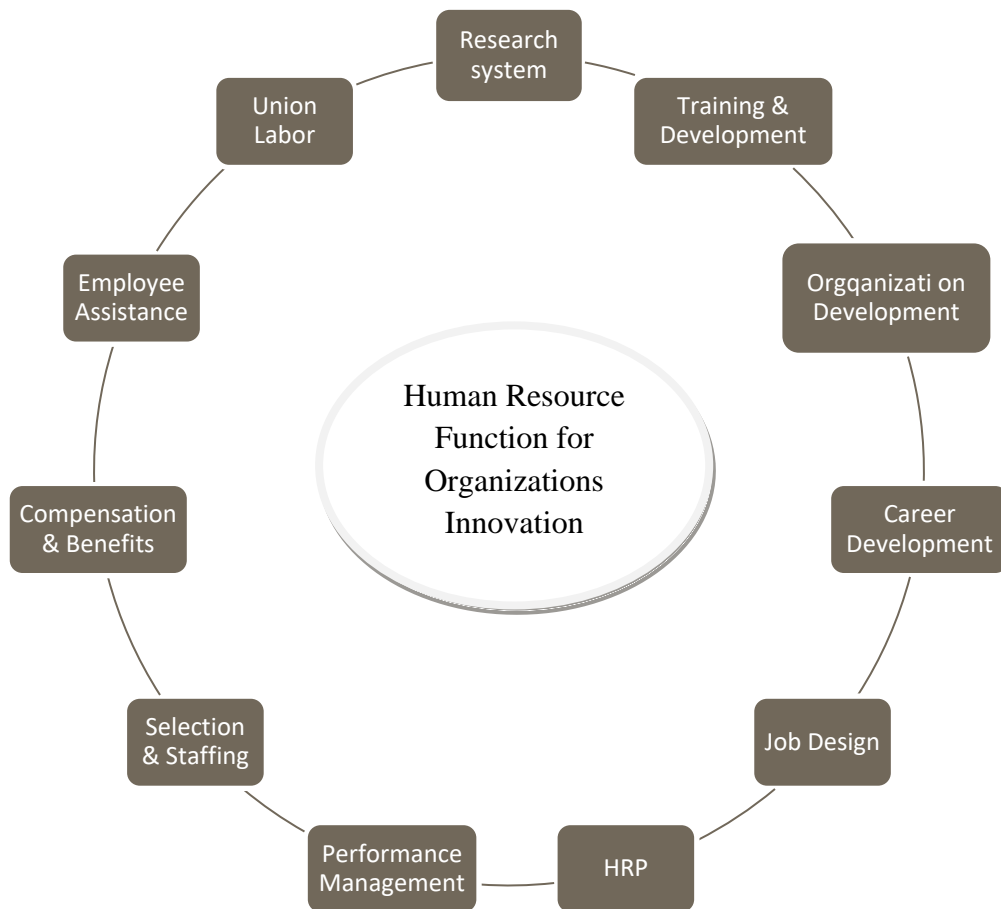 Research
system
Training &
Development
Orgqanizati on
Development
Career
Development
Job Design
HRP
Performance
Management
Selection
& Staffing
Compensation
& Benefits
Employee
Assistance
Union
Labor
Human Resource
Function for
Organizations
Innovation